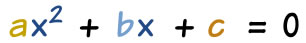 ax² + bx + c = 0